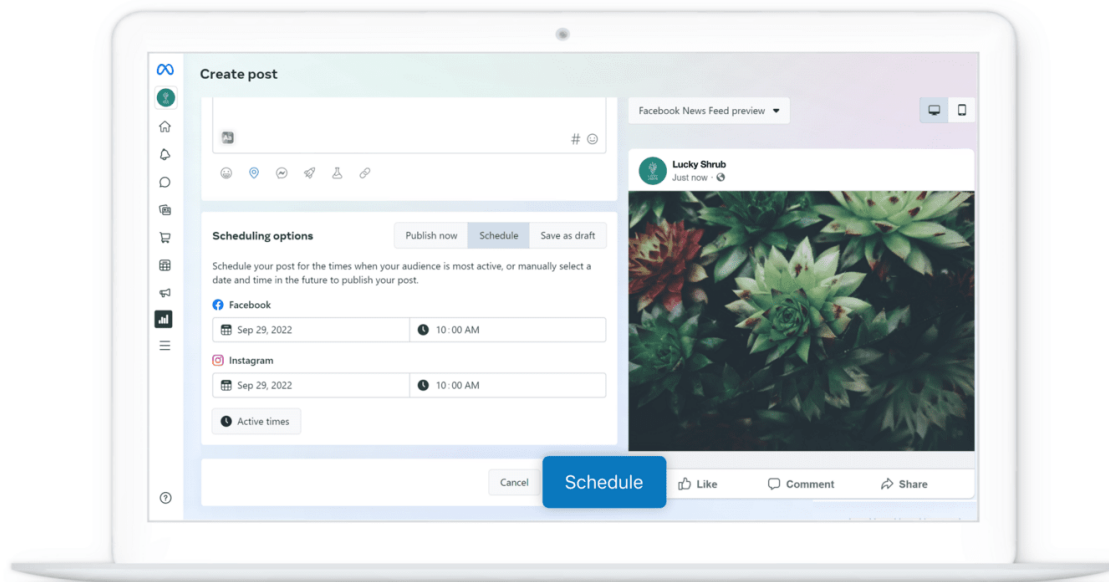 Create post
#
Scheduling options
Publish now
Schedule
Save as draft
Schedule your post for the times when your audience is most active, or manually select a
date and time in the future to publish your post.
Facebook
Sep 29, 2022
10:00 AM
Instagram
Sep 29, 2022
10:00 AM
Active times
Cancel
Schedule
Facebook News Feed preview
Lucky Shrub
Just now ·
Like
Comment
Share